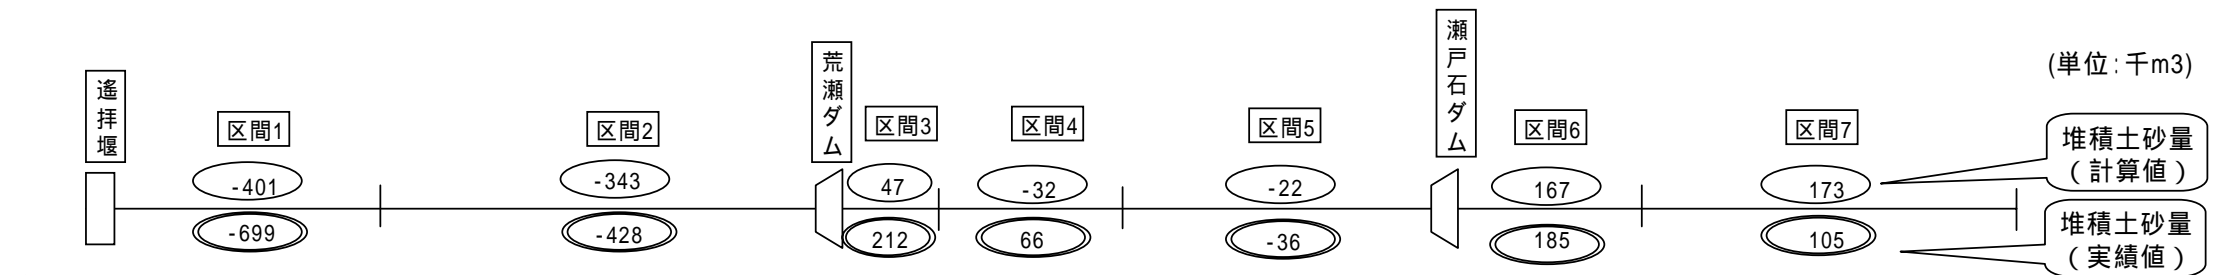 (単位:千m3)
遙拝堰
荒瀬ダム
瀬戸石ダム
区間1
区間2
区間3
区間4
区間5
区間6
区間7
堆積土砂量
(計算値)
-401
-343
47
-32
-22
167
173
-699
-428
212
66
-36
185
105
堆積土砂量
(実績値)